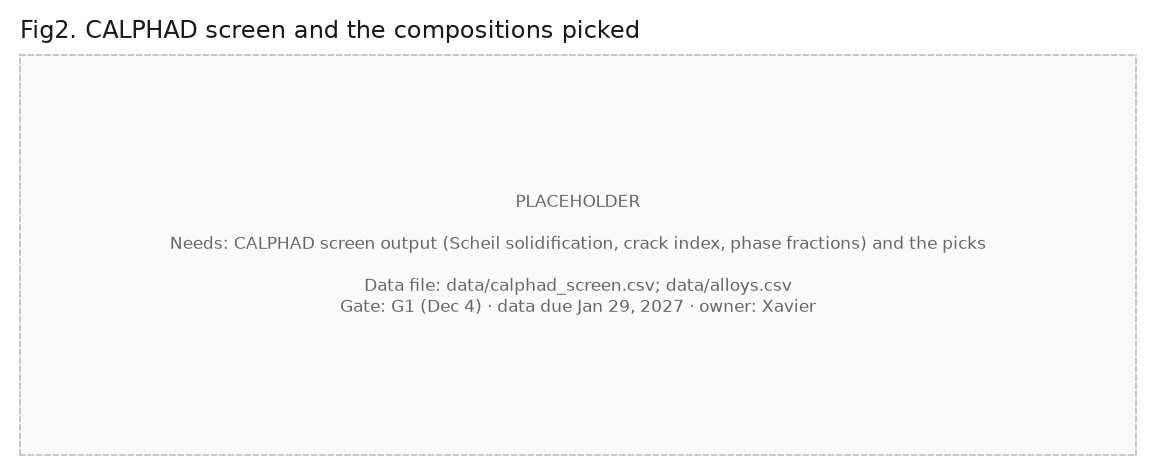 Fig2. CALPHAD screen and the compositions picked
PLACEHOLDER
Needs: CALPHAD screen output (Scheil solidification, crack index, phase fractions) and the picks
Data file: data/calphad_screen.csv; data/alloys.csv
Gate: G1 (Dec 4) · data due Jan 29, 2027 · owner: Xavier